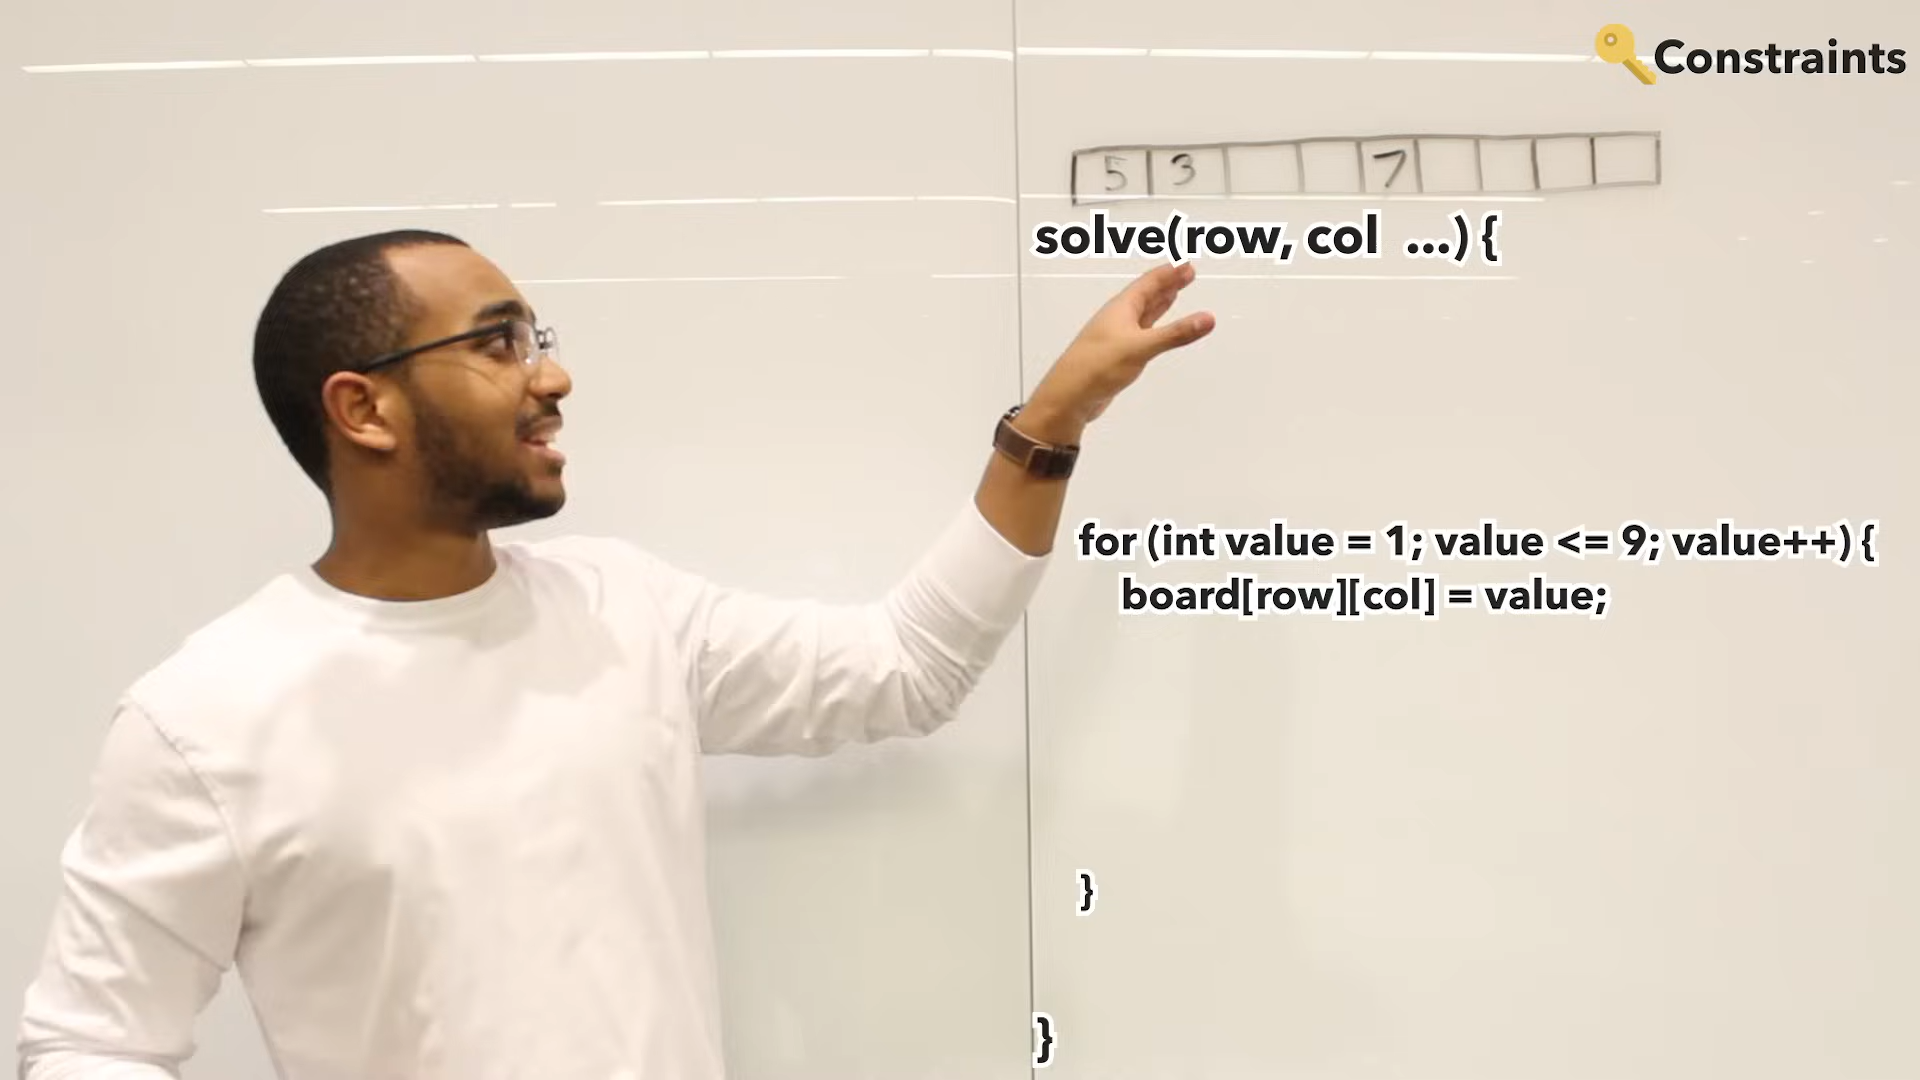 Constraints
5 3 7
solve(row, col ...) {
for (int value = 1; value <= 9; value++) {
board[row][col] = value;
}
}